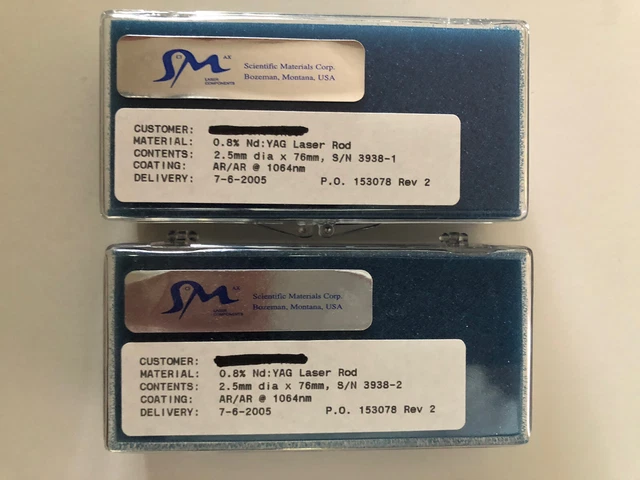 SM AX
LASER
COMPONENTS
Scientific Materials Corp.
Bozeman, Montana, USA
CUSTOMER:
MATERIAL: 0.8% Nd:YAG Laser Rod
CONTENTS: 2.5mm dia x 76mm, S/N 3938-1
COATING: AR/AR @ 1064nm
DELIVERY: 7-6-2005 P.O. 153078 Rev 2
SM AX
LASER
COMPONENTS
Scientific Materials Corp.
Bozeman, Montana, USA
CUSTOMER:
MATERIAL: 0.8% Nd:YAG Laser Rod
CONTENTS: 2.5mm dia x 76mm, S/N 3938-2
COATING: AR/AR @ 1064nm
DELIVERY: 7-6-2005 P.O. 153078 Rev 2